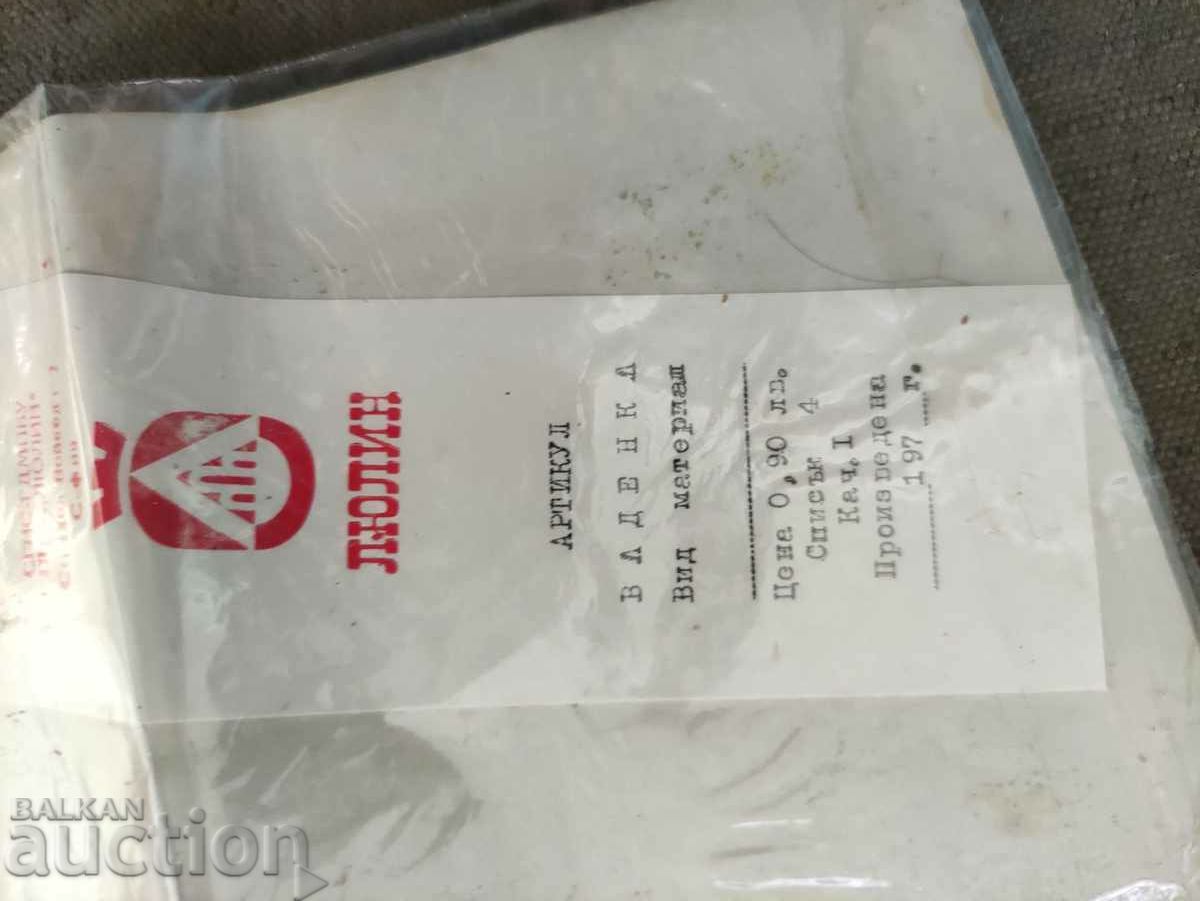 ЛЮЛИН
АРТИКУЛ
ВАДЕНКА
Вид материал
Цена 0,90 лв.
Списък 4
Кач. I
Произведена
197 г.
BALKAN
auction